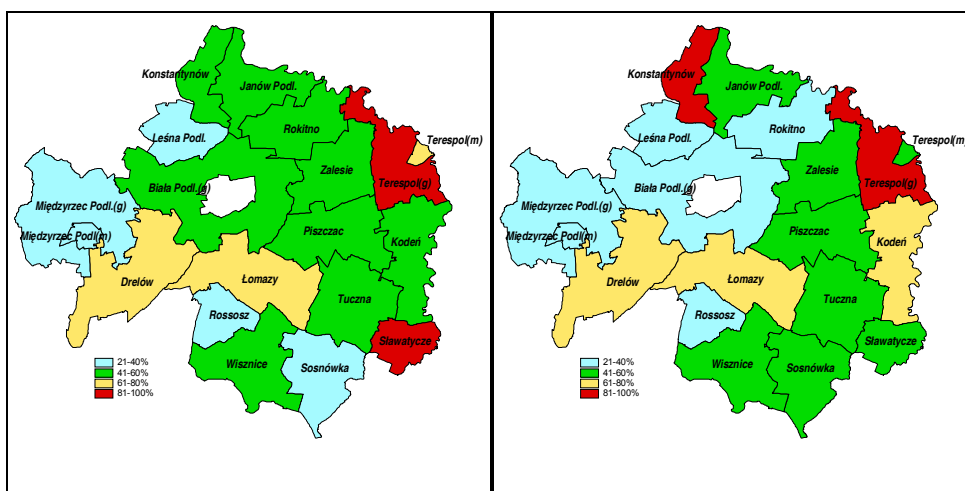 Konstantynów
Janów Podl.
Leśna Podl.
Rokitno
Terespol(m)
Zalesie
Biała Podl.(g)
Terespol(g)
Międzyrzec Podl.(g)
Międzyrzec Podl(m)
Piszczac
Kodeń
Drelów
Łomazy
Tuczna
Rossosz
Sławatycze
Wisznice
Sosnówka
21-40%
41-60%
61-80%
81-100%
Konstantynów
Janów Podl.
Leśna Podl.
Rokitno
Terespol(m)
Zalesie
Biała Podl.(g)
Terespol(g)
Międzyrzec Podl.(g)
Międzyrzec Podl(m)
Piszczac
Kodeń
Drelów
Łomazy
Tuczna
Rossosz
Sławatycze
Wisznice
Sosnówka
21-40%
41-60%
61-80%
81-100%